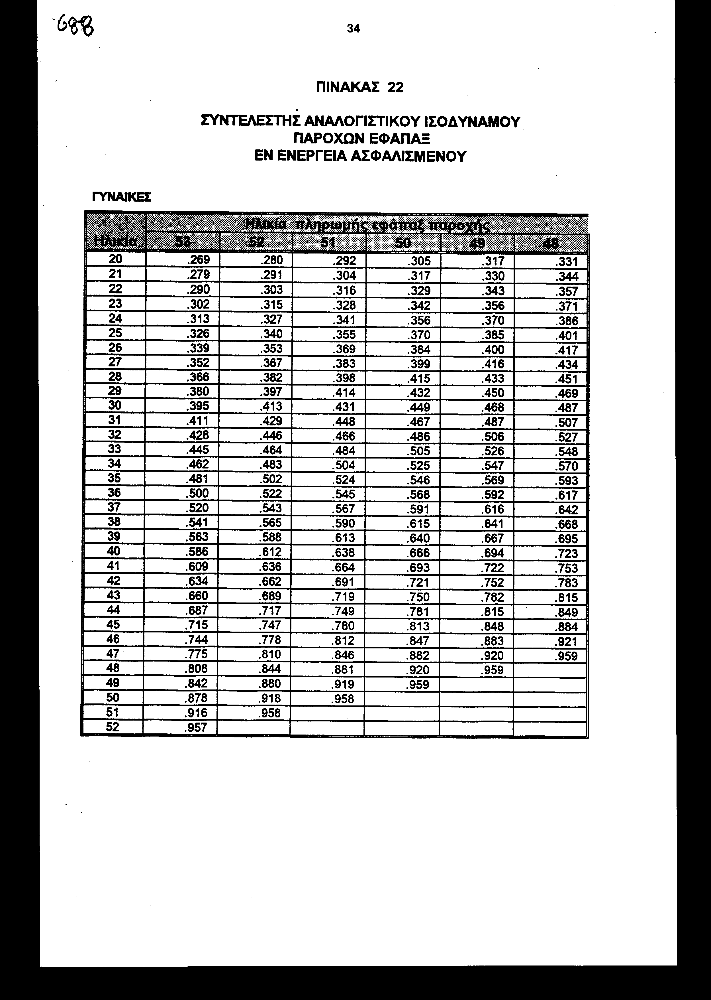 688
34
ΠΙΝΑΚΑΣ 22
ΣΥΝΤΕΛΕΣΤΗΣ ΑΝΑΛΟΓΙΣΤΙΚΟΥ ΙΣΟΔΥΝΑΜΟΥ
ΠΑΡΟΧΩΝ ΕΦΑΠΑΞ
ΕΝ ΕΝΕΡΓΕΙΑ ΑΣΦΑΛΙΣΜΕΝΟΥ
ΓΥΝΑΙΚΕΣ
Ηλικία πληρωμής εφάπαξ παροχής
Ηλικία 53 52 51 50 49 48
20 .269 .280 .292 .305 .317 .331
21 .279 .291 .304 .317 .330 .344
22 .290 .303 .316 .329 .343 .357
23 .302 .315 .328 .342 .356 .371
24 .313 .327 .341 .356 .370 .386
25 .326 .340 .355 .370 .385 .401
26 .339 .353 .369 .384 .400 .417
27 .352 .367 .383 .399 .416 .434
28 .366 .382 .398 .415 .433 .451
29 .380 .397 .414 .432 .450 .469
30 .395 .413 .431 .449 .468 .487
31 .411 .429 .448 .467 .487 .507
32 .428 .446 .466 .486 .506 .527
33 .445 .464 .484 .505 .526 .548
34 .462 .483 .504 .525 .547 .570
35 .481 .502 .524 .546 .569 .593
36 .500 .522 .545 .568 .592 .617
37 .520 .543 .567 .591 .616 .642
38 .541 .565 .590 .615 .641 .668
39 .563 .588 .613 .640 .667 .695
40 .586 .612 .638 .666 .694 .723
41 .609 .636 .664 .693 .722 .753
42 .634 .662 .691 .721 .752 .783
43 .660 .689 .719 .750 .782 .815
44 .687 .717 .749 .781 .815 .849
45 .715 .747 .780 .813 .848 .884
46 .744 .778 .812 .847 .883 .921
47 .775 .810 .846 .882 .920 .959
48 .808 .844 .881 .920 .959
49 .842 .880 .919 .959
50 .878 .918 .958
51 .916 .958
52 .957